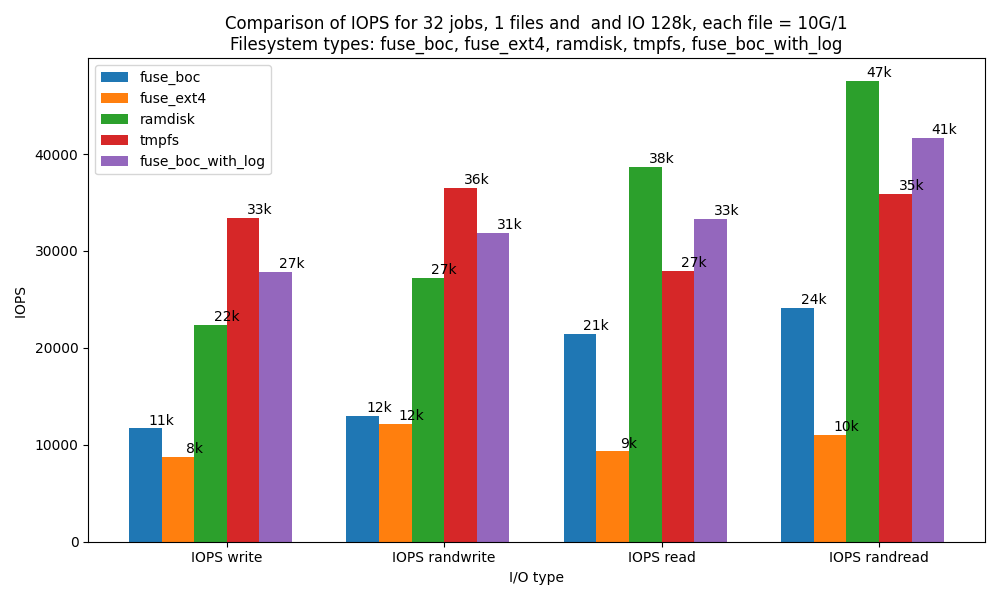 Comparison of IOPS for 32 jobs, 1 files and  and IO 128k, each file = 10G/1
Filesystem types: fuse_boc, fuse_ext4, ramdisk, tmpfs, fuse_boc_with_log
fuse_boc
fuse_ext4
ramdisk
tmpfs
fuse_boc_with_log
IOPS
40000
30000
20000
10000
0
11k
8k
22k
33k
27k
12k
12k
27k
36k
31k
21k
9k
38k
27k
33k
24k
10k
47k
35k
41k
IOPS write
IOPS randwrite
IOPS read
IOPS randread
I/O type